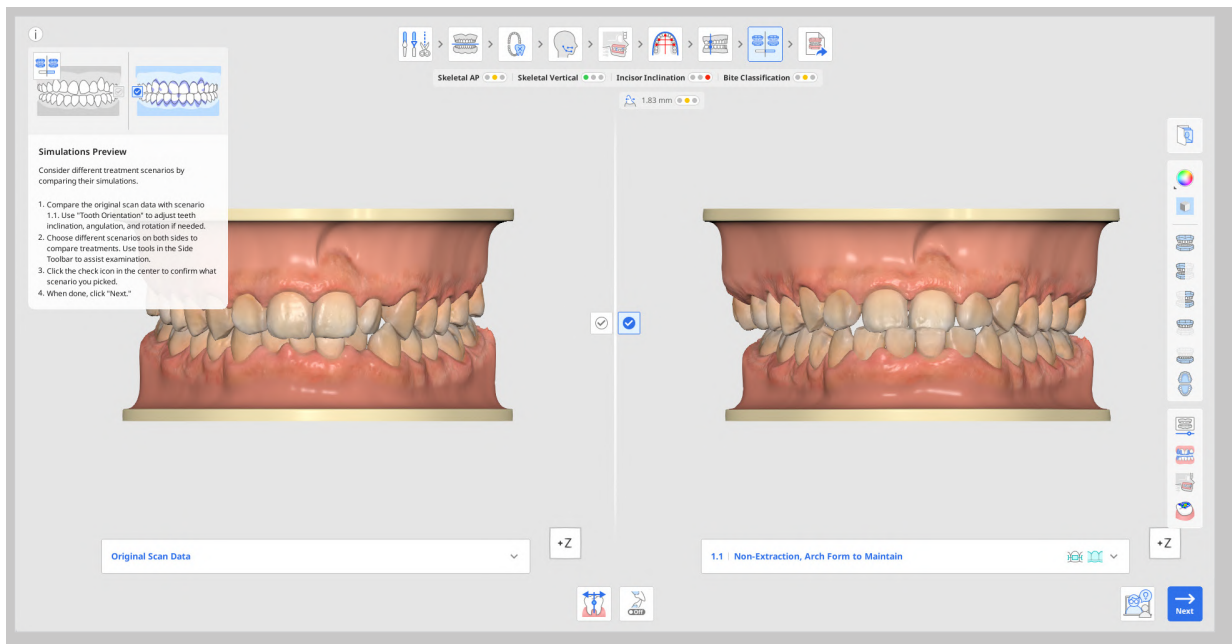 Skeletal AP
Skeletal Vertical
Incisor Inclination
Bite Classification
1.83 mm
Simulations Preview
Consider different treatment scenarios by
comparing their simulations.
1. Compare the original scan data with scenario
1.1. Use "Tooth Orientation" to adjust teeth
inclination, angulation, and rotation if needed.
2. Choose different scenarios on both sides to
compare treatments. Use tools in the Side
Toolbar to assist examination.
3. Click the check icon in the center to confirm what
scenario you picked.
4. When done, click "Next."
+Z
+Z
Original Scan Data
1.1 | Non-Extraction, Arch Form to Maintain
Off
Next